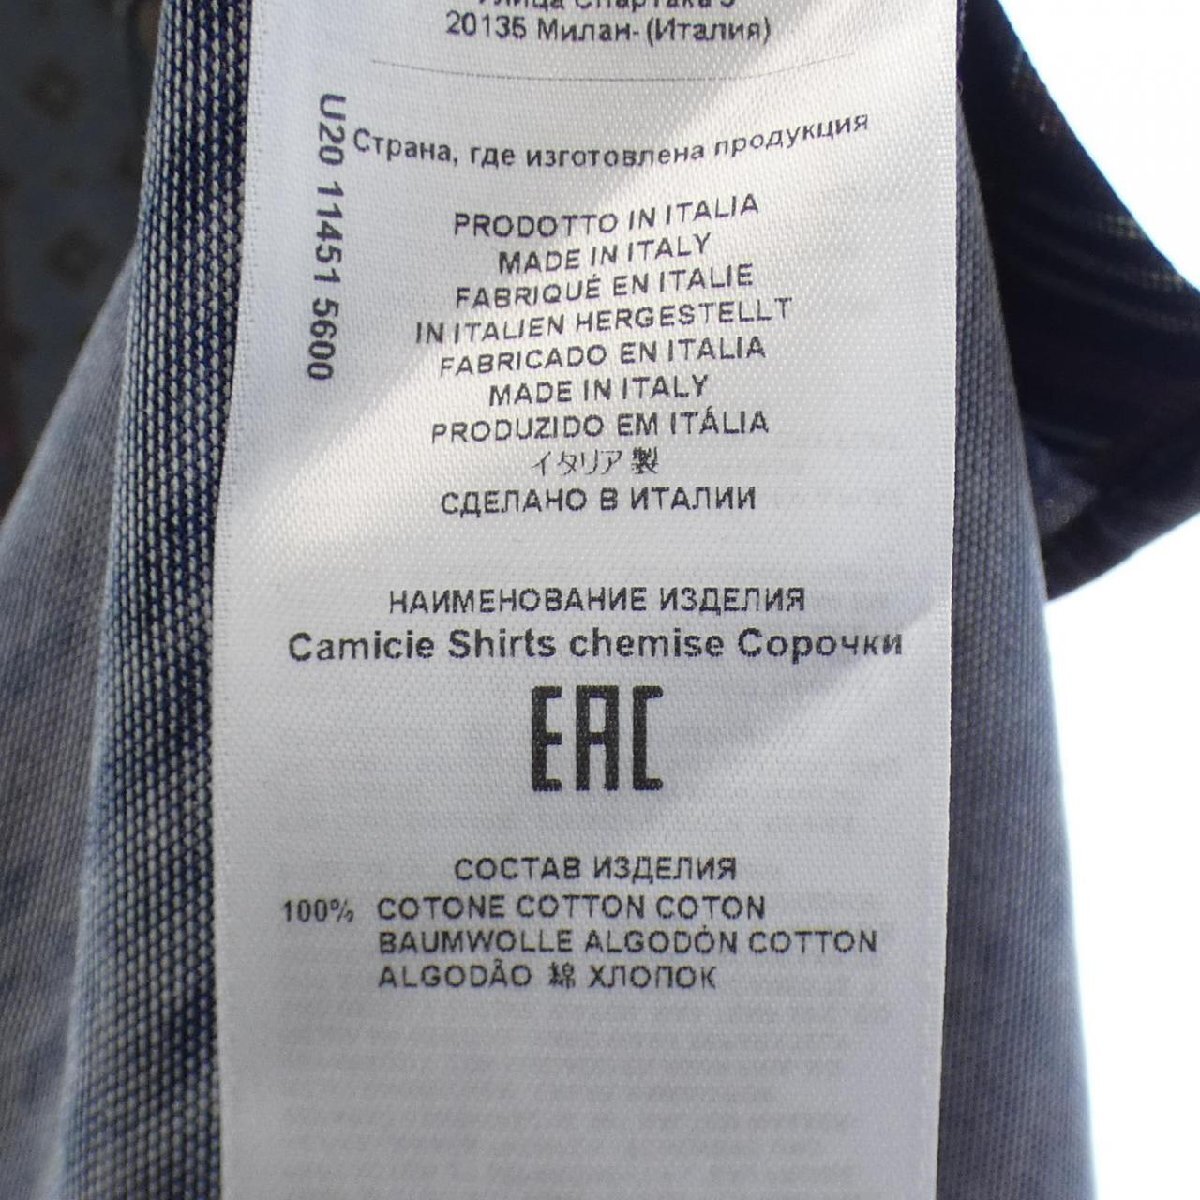 Улица Спартака 5
20135 Милан- (Италия)
U20 11451 5600
Страна, где изготовлена продукция
PRODOTTO IN ITALIA
MADE IN ITALY
FABRIQUÉ EN ITALIE
IN ITALIEN HERGESTELLT
FABRICADO EN ITALIA
MADE IN ITALY
PRODUZIDO EM ITÁLIA
イタリア製
СДЕЛАНО В ИТАЛИИ
НАИМЕНОВАНИЕ ИЗДЕЛИЯ
Camicie Shirts chemise Сорочки
EAC
СОСТАВ ИЗДЕЛИЯ
100% COTONE COTTON COTON
BAUMWOLLE ALGODÓN COTTON
ALGODÃO 綿 ХЛОПОК